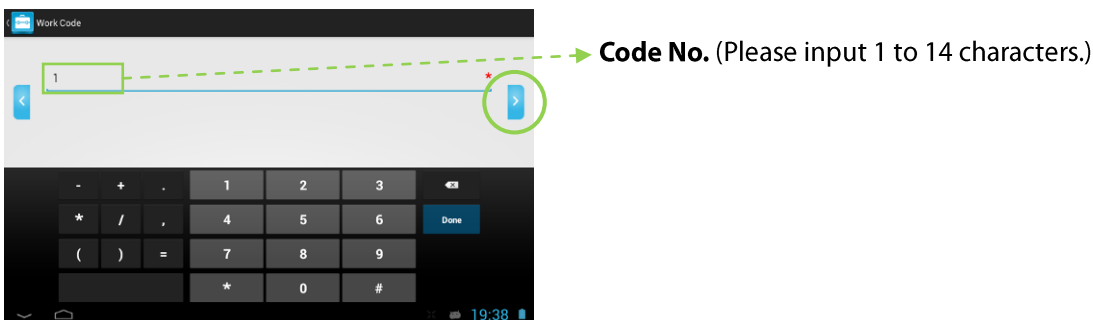 Work Code
Code No. (Please input 1 to 14 characters.)
1 *
- + . 1 2 3
* / , 4 5 6 Done
( ) = 7 8 9
* 0 #
19:38